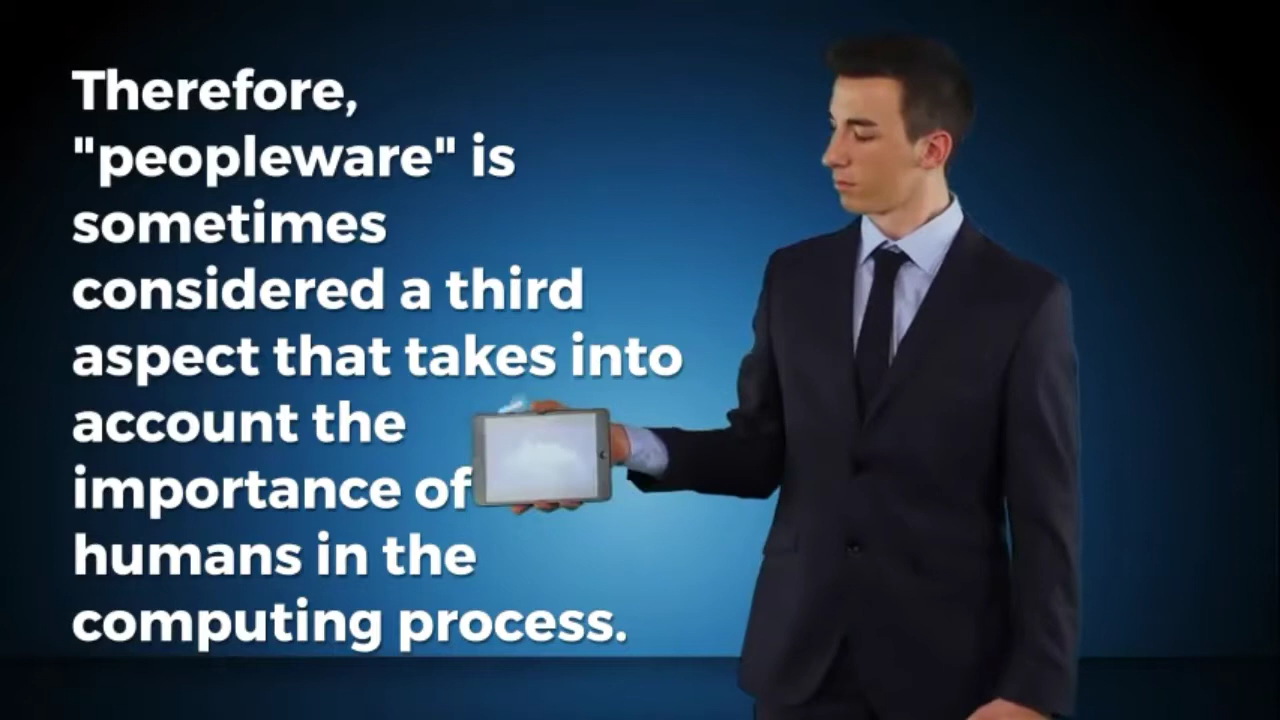 Therefore,
"peopleware" is
sometimes
considered a third
aspect that takes into
account the
importance of
humans in the
computing process.